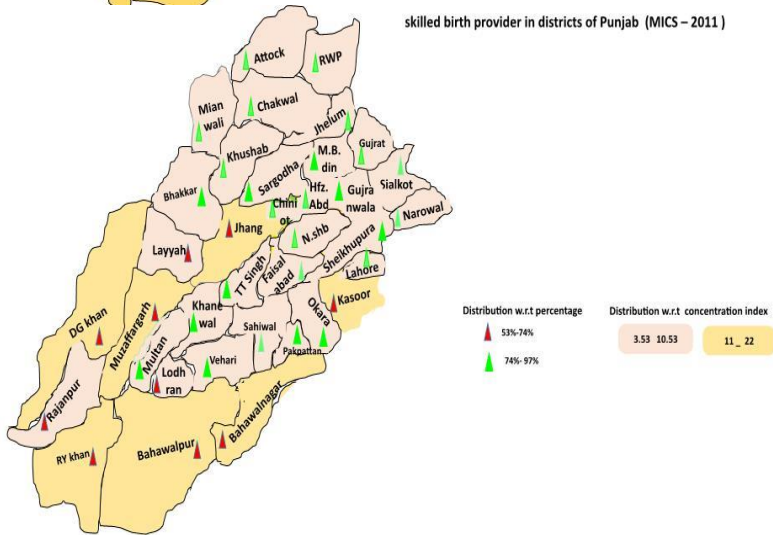 skilled birth provider in districts of Punjab (MICS – 2011 )
Attock
RWP
Chakwal
Mian
wali
Jhelum
Gujrat
Khushab
M.B.
din
Sargodha
Sialkot
Bhakkar
Hfz.
Abd
Gujra
nwala
Chini
ot
Narowal
Jhang
N.shb
Sheikhupura
Layyah
Lahore
TT Singh
Faisal
abad
Kasoor
DG khan
Muzaffargarh
Khane
wal
Okara
Sahiwal
Multan
Vehari
Pakpattan
Lodh
ran
Rajanpur
Bahawalnagar
Bahawalpur
RY khan
Distribution w.r.t percentage
53%-74%
74%- 97%
Distribution w.r.t concentration index
3.53 10.53
11 _ 22